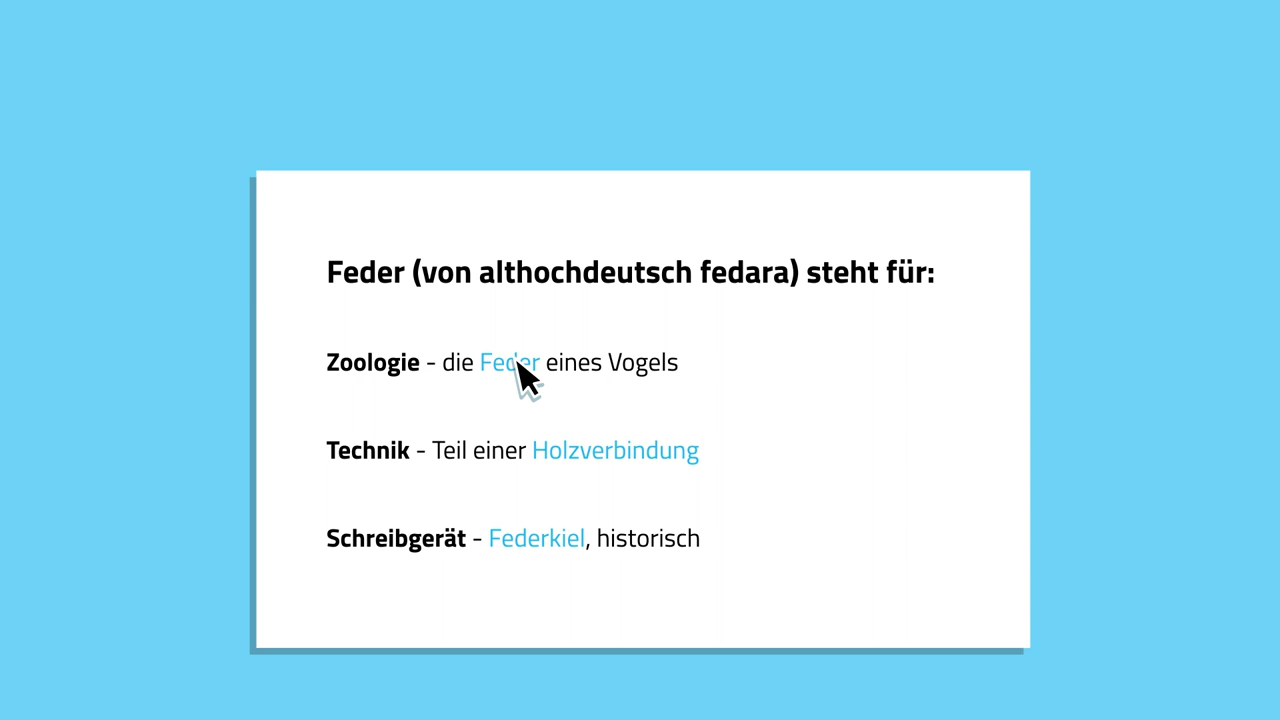 Feder (von althochdeutsch fedara) steht für:
Zoologie - die Feder eines Vogels
Technik - Teil einer Holzverbindung
Schreibgerät - Federkiel, historisch